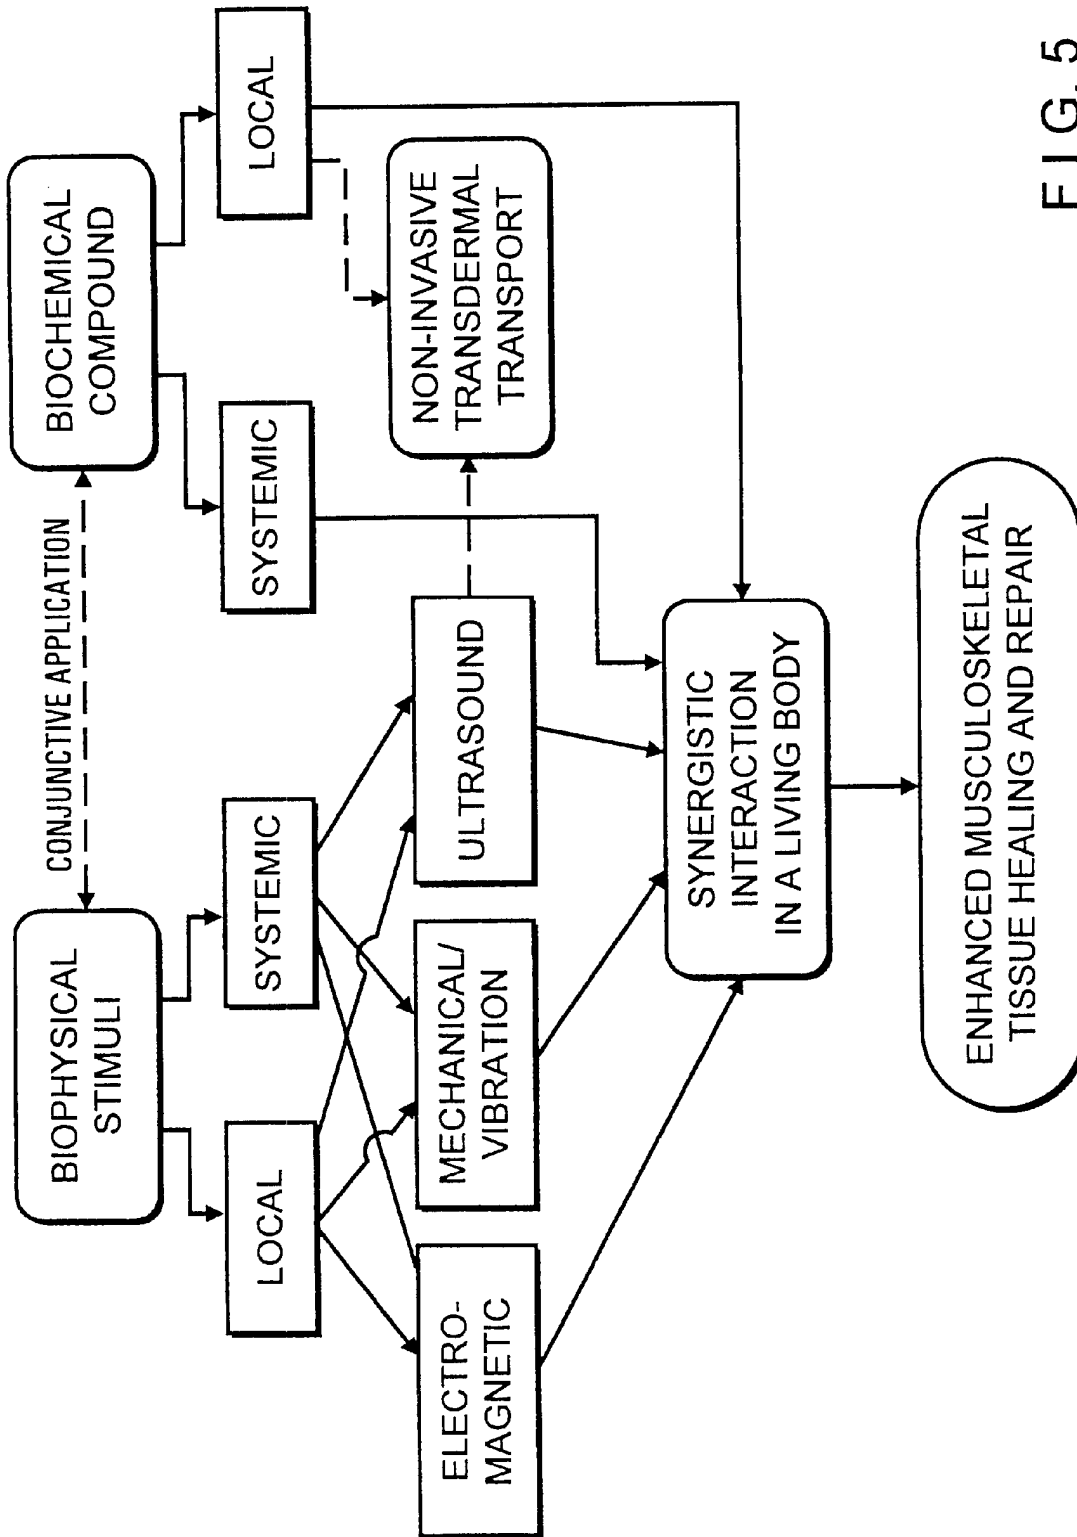 CONJUNCTIVE APPLICATION
BIOPHYSICAL
STIMULI
BIOCHEMICAL
COMPOUND
LOCAL
SYSTEMIC
SYSTEMIC
LOCAL
ELECTRO-
MAGNETIC
MECHANICAL/
VIBRATION
ULTRASOUND
NON-INVASIVE
TRANSDERMAL
TRANSPORT
SYNERGISTIC
INTERACTION
IN A LIVING BODY
ENHANCED MUSCULOSKELETAL
TISSUE HEALING AND REPAIR
FIG. 5